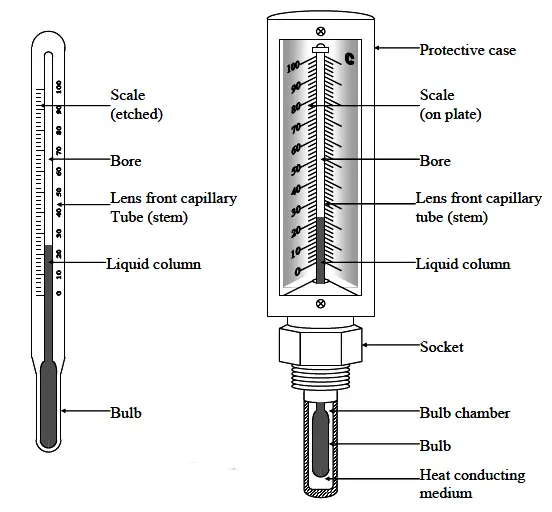 Scale
(etched)
Bore
Lens front capillary
Tube (stem)
Liquid column
Bulb
100
90
80
70
60
50
40
30
20
10
0
C
100
90
80
70
60
50
40
30
20
10
0
Protective case
Scale
(on plate)
Bore
Lens front capillary
tube (stem)
Liquid column
Socket
Bulb chamber
Bulb
Heat conducting
medium